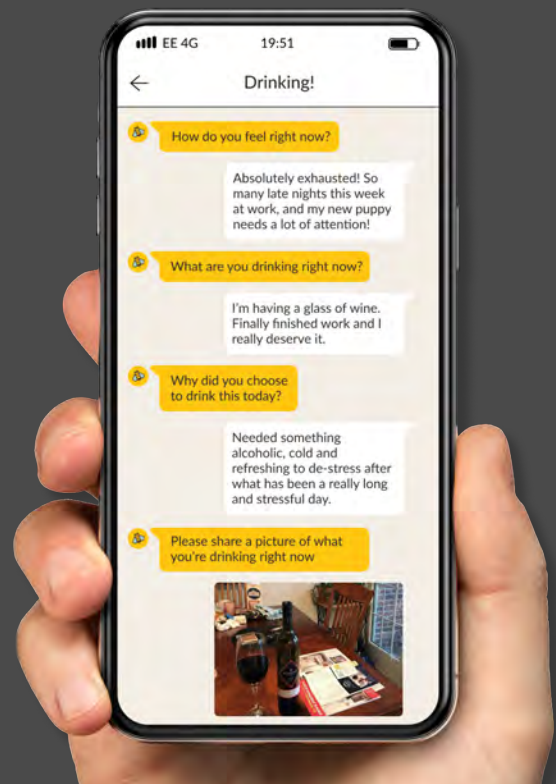 EE 4G
19:51
Drinking!
How do you feel right now?
Absolutely exhausted! So
many late nights this week
at work, and my new puppy
needs a lot of attention!
What are you drinking right now?
I'm having a glass of wine.
Finally finished work and I
really deserve it.
Why did you choose
to drink this today?
Needed something
alcoholic, cold and
refreshing to de-stress after
what has been a really long
and stressful day.
Please share a picture of what
you're drinking right now